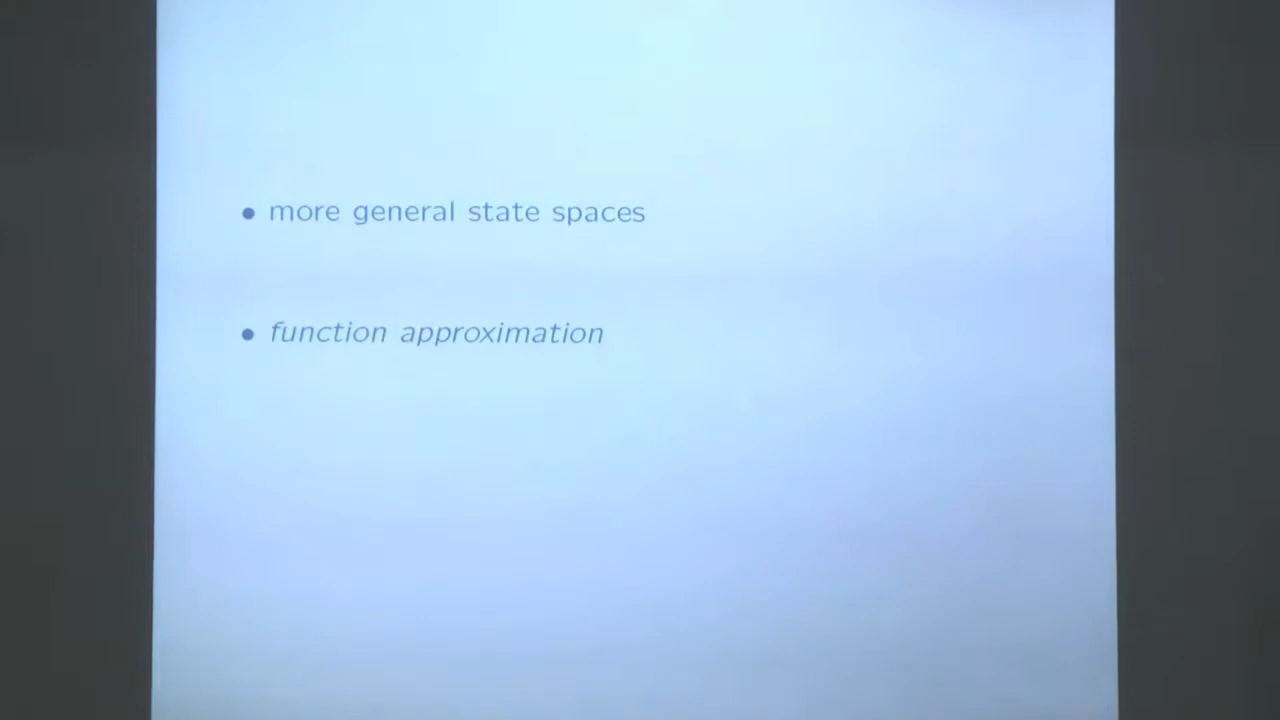 • more general state spaces
• function approximation